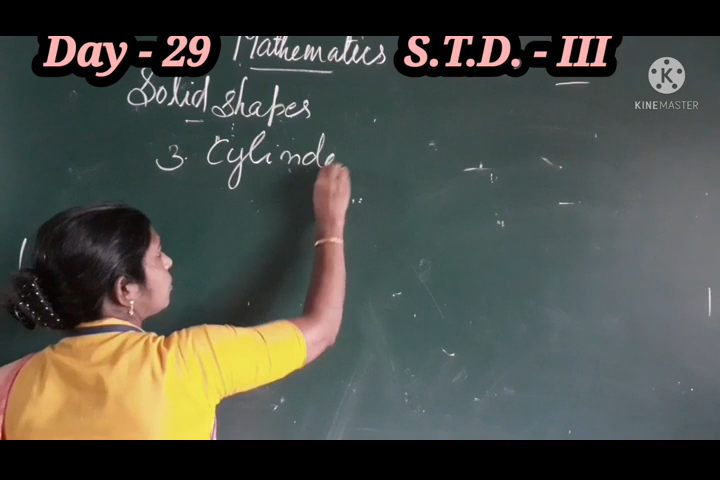 Day - 29 Mathematics S.T.D. - III
K
KINEMASTER
Solid shapes
3. Cylinde